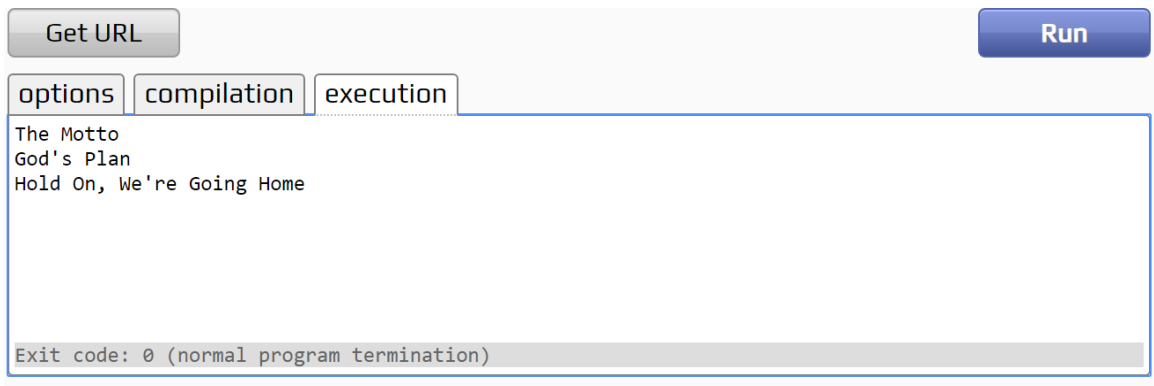 Get URL
Run
options
compilation
execution
The Motto
God's Plan
Hold On, We're Going Home
Exit code: 0 (normal program termination)